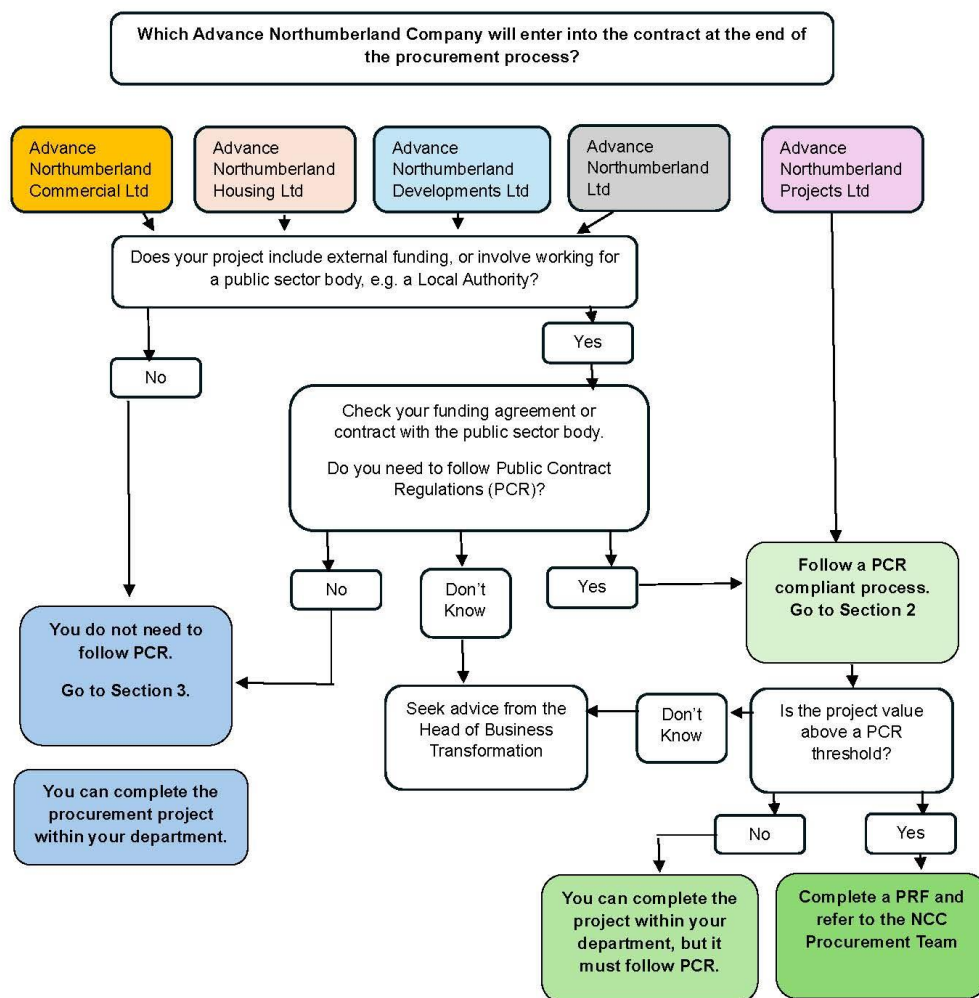 Which Advance Northumberland Company will enter into the contract at the end of
the procurement process?
Advance
Northumberland
Commercial Ltd
Advance
Northumberland
Housing Ltd
Advance
Northumberland
Developments Ltd
Advance
Northumberland
Ltd
Advance
Northumberland
Projects Ltd
Does your project include external funding, or involve working for
a public sector body, e.g. a Local Authority?
Yes
No
Check your funding agreement or
contract with the public sector body.
Do you need to follow Public Contract
Regulations (PCR)?
No
Don't
Know
Yes
Follow a PCR
compliant process.
Go to Section 2
You do not need to
follow PCR.
Go to Section 3.
Seek advice from the
Head of Business
Transformation
Don't
Know
Is the project value
above a PCR
threshold?
You can complete the
procurement project
within your department.
No
Yes
You can complete the
project within your
department, but it
must follow PCR.
Complete a PRF and
refer to the NCC
Procurement Team